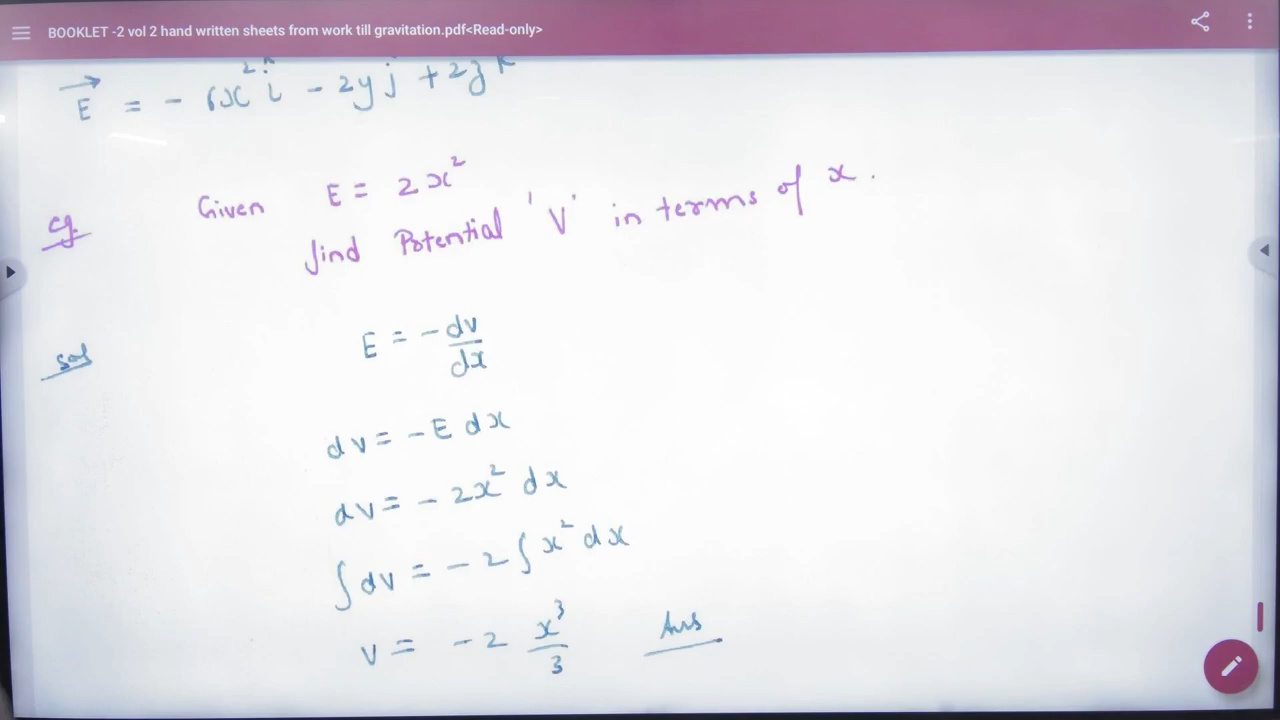 BOOKLET -2 vol 2 hand written sheets from work till gravitation.pdf<Read-only>
E⃗ = - 6x² î - 2y j + 2z k
eg. Given E = 2x²
find Potential 'V' in terms of x.
Sol E = -dv/dx
dv = -E dx
dv = - 2x² dx
∫dv = - 2∫x² dx
v = - 2 x³/3 Ans